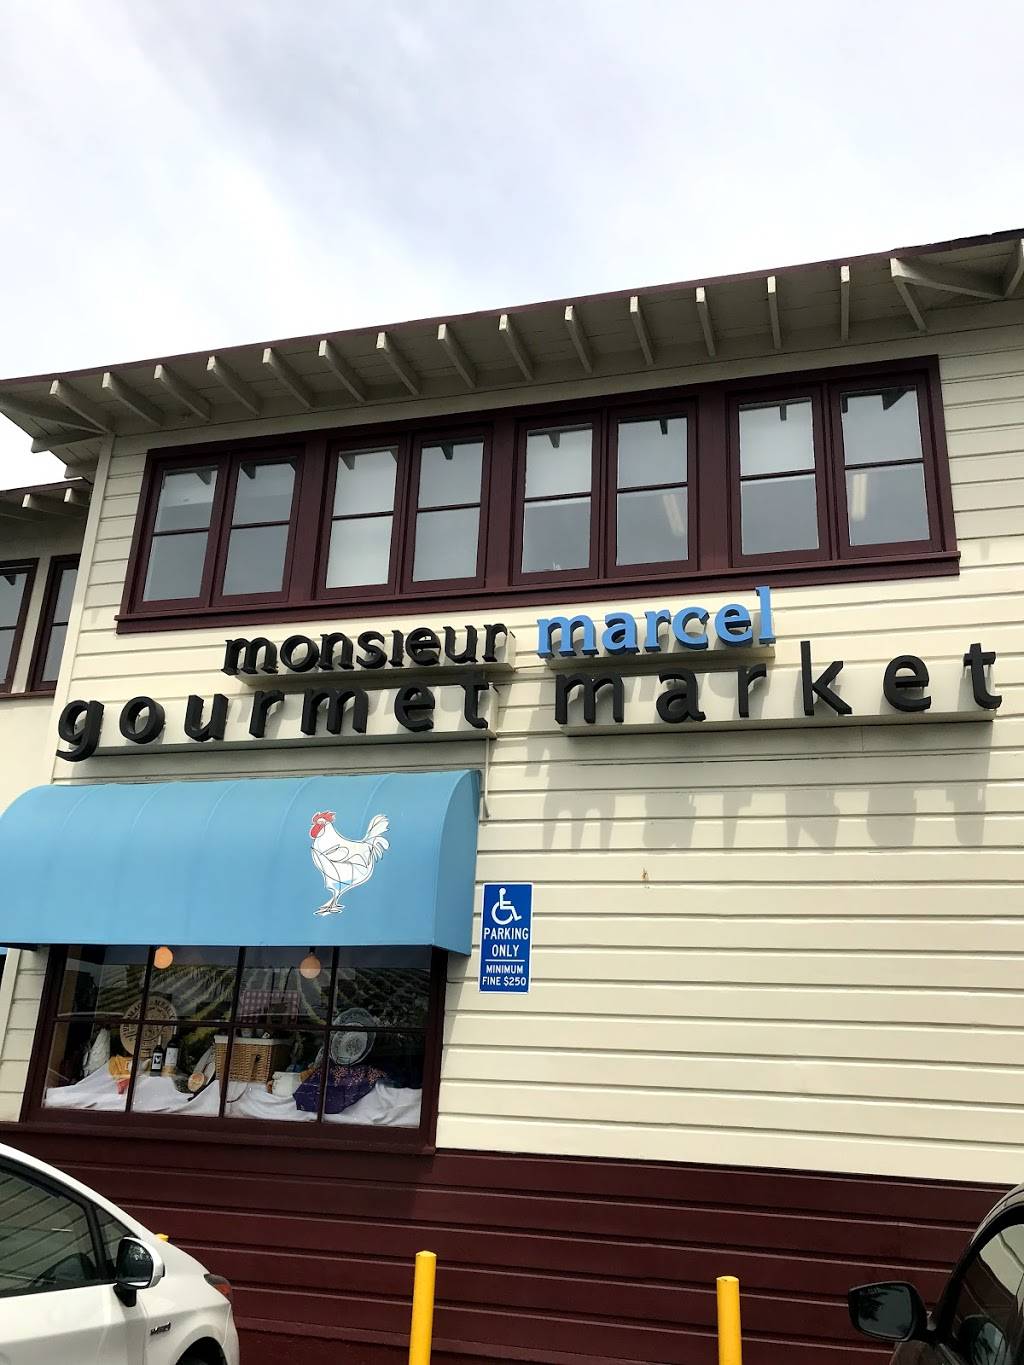 monsieur marcel
gourmet market
PARKING
ONLY
MINIMUM
FINE $250